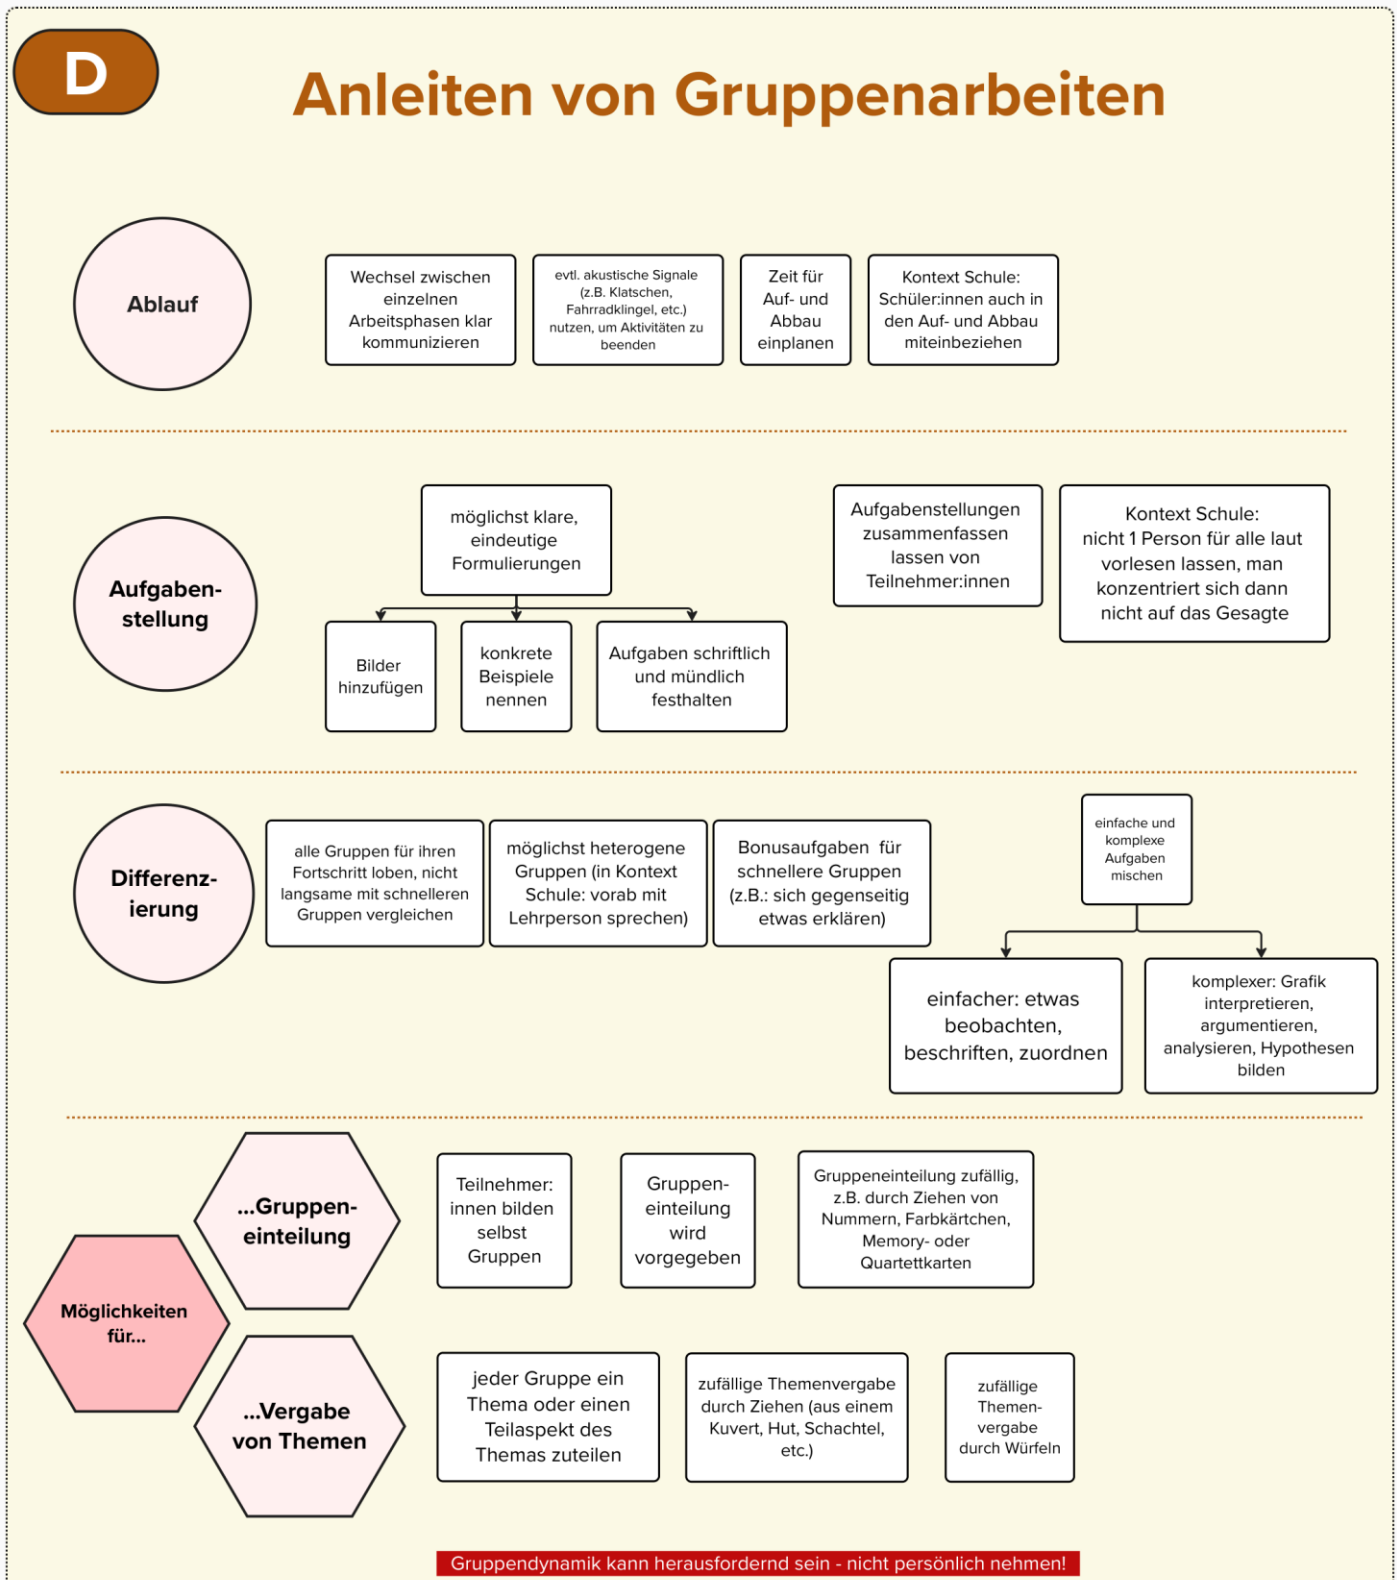 D
Anleiten von Gruppenarbeiten
Ablauf
Wechsel zwischen
einzelnen
Arbeitsphasen klar
kommunizieren
evtl. akustische Signale
(z.B. Klatschen,
Fahrradklingel, etc.)
nutzen, um Aktivitäten zu
beenden
Zeit für
Auf- und
Abbau
einplanen
Kontext Schule:
Schüler:innen auch in
den Auf- und Abbau
miteinbeziehen
Aufgaben-
stellung
möglichst klare,
eindeutige
Formulierungen
Bilder
hinzufügen
konkrete
Beispiele
nennen
Aufgaben schriftlich
und mündlich
festhalten
Aufgabenstellungen
zusammenfassen
lassen von
Teilnehmer:innen
Kontext Schule:
nicht 1 Person für alle laut
vorlesen lassen, man
konzentriert sich dann
nicht auf das Gesagte
Differenz-
ierung
alle Gruppen für ihren
Fortschritt loben, nicht
langsame mit schnelleren
Gruppen vergleichen
möglichst heterogene
Gruppen (in Kontext
Schule: vorab mit
Lehrperson sprechen)
Bonusaufgaben für
schnellere Gruppen
(z.B.: sich gegenseitig
etwas erklären)
einfache und
komplexe
Aufgaben
mischen
einfacher: etwas
beobachten,
beschriften, zuordnen
komplexer: Grafik
interpretieren,
argumentieren,
analysieren, Hypothesen
bilden
Möglichkeiten
für...
...Gruppen-
einteilung
Teilnehmer:
innen bilden
selbst
Gruppen
Gruppen-
einteilung
wird
vorgegeben
Gruppeneinteilung zufällig,
z.B. durch Ziehen von
Nummern, Farbkärtchen,
Memory- oder
Quartettkarten
...Vergabe
von Themen
jeder Gruppe ein
Thema oder einen
Teilaspekt des
Themas zuteilen
zufällige Themenvergabe
durch Ziehen (aus einem
Kuvert, Hut, Schachtel,
etc.)
zufällige
Themen-
vergabe
durch Würfeln
Gruppendynamik kann herausfordernd sein - nicht persönlich nehmen!